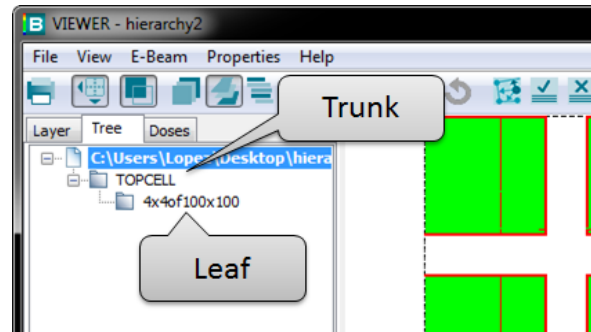 B VIEWER - hierarchy2
File View E-Beam Properties Help
Trunk
Layer Tree Doses
C:\Users\Lopez\Desktop\hiera
TOPCELL
4x4of100x100
Leaf